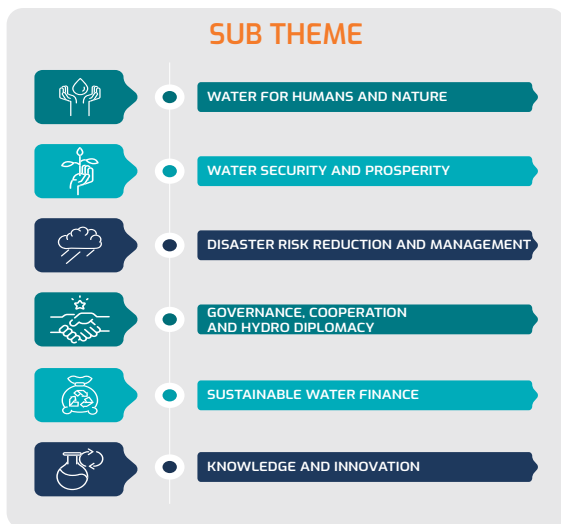 SUB THEME
WATER FOR HUMANS AND NATURE
WATER SECURITY AND PROSPERITY
DISASTER RISK REDUCTION AND MANAGEMENT
GOVERNANCE, COOPERATION
AND HYDRO DIPLOMACY
SUSTAINABLE WATER FINANCE
KNOWLEDGE AND INNOVATION